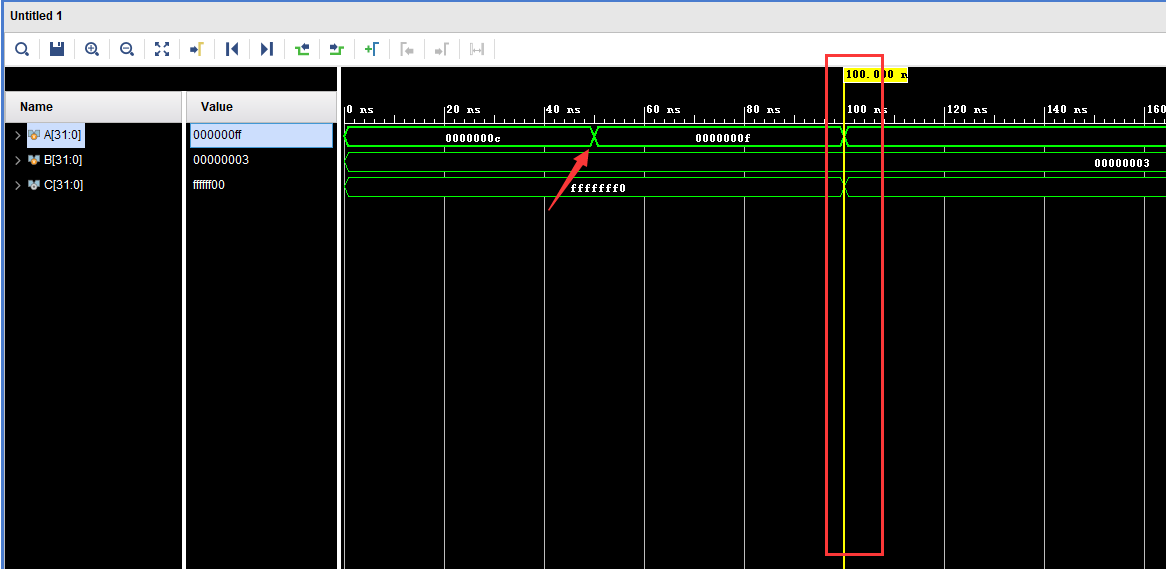 Untitled 1
100.000 n
Name Value
0 ns 20 ns 40 ns 60 ns 80 ns 100 ns 120 ns 140 ns 160
A[31:0] 000000ff 0000000c 0000000f
B[31:0] 00000003 00000003
C[31:0] ffffff00 fffffff0